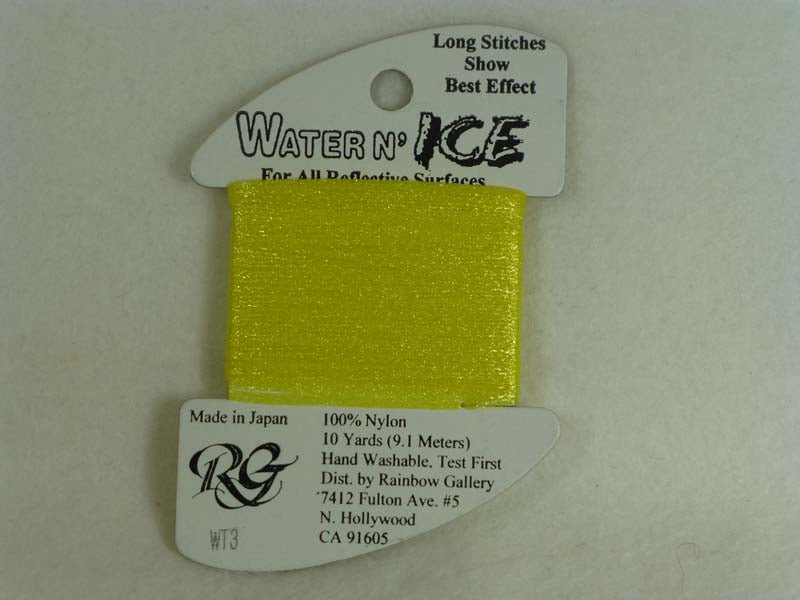 Long Stitches
Show
Best Effect
WATER N' ICE
For All Reflective Surfaces
Made in Japan
RG
WT3
100% Nylon
10 Yards (9.1 Meters)
Hand Washable, Test First
Dist. by Rainbow Gallery
7412 Fulton Ave. #5
N. Hollywood
CA 91605